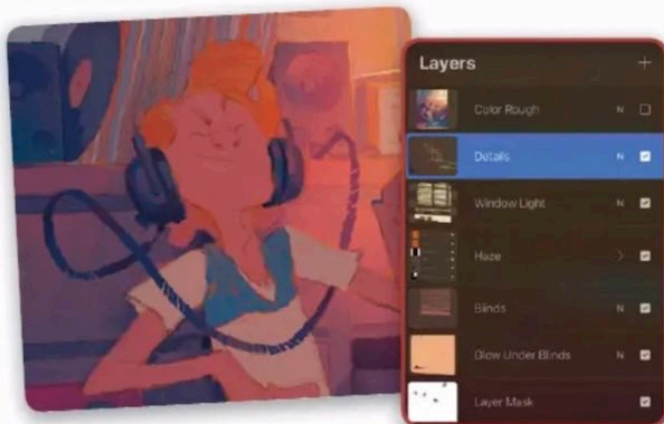 Layers +
Color Rough N
Details N
Window Light N
Haze
Blinds N
Glow Under Blinds N
Layer Mask